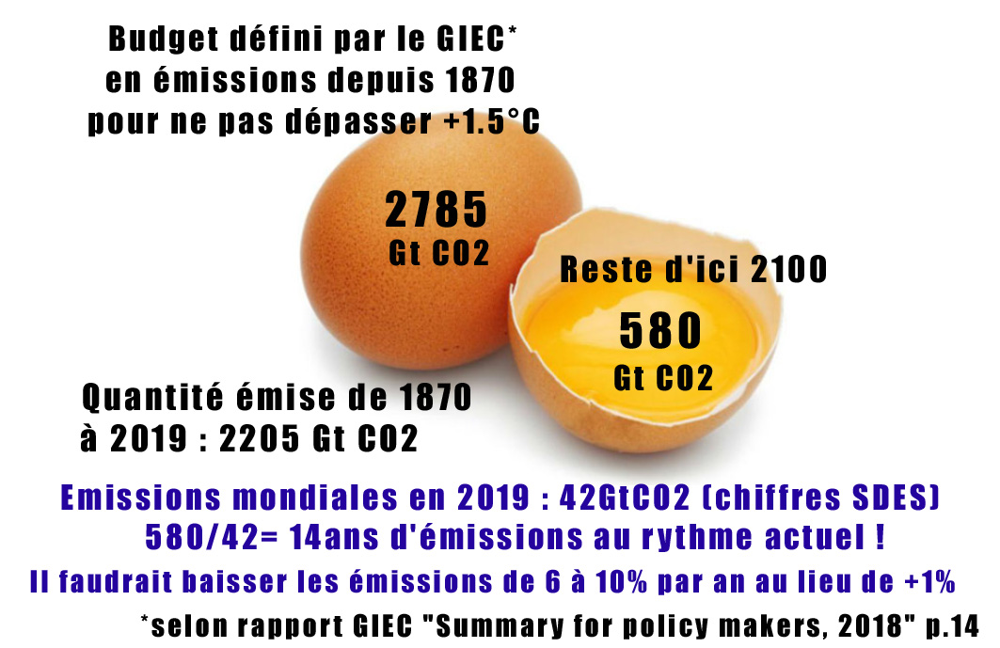 Budget défini par le GIEC*
en émissions depuis 1870
pour ne pas dépasser +1.5°C
2785
Gt CO2
Reste d'ici 2100
580
Gt CO2
Quantité émise de 1870
à 2019 : 2205 Gt CO2
Emissions mondiales en 2019 : 42GtCO2 (chiffres SDES)
580/42= 14ans d'émissions au rythme actuel !
Il faudrait baisser les émissions de 6 à 10% par an au lieu de +1%
*selon rapport GIEC "Summary for policy makers, 2018" p.14